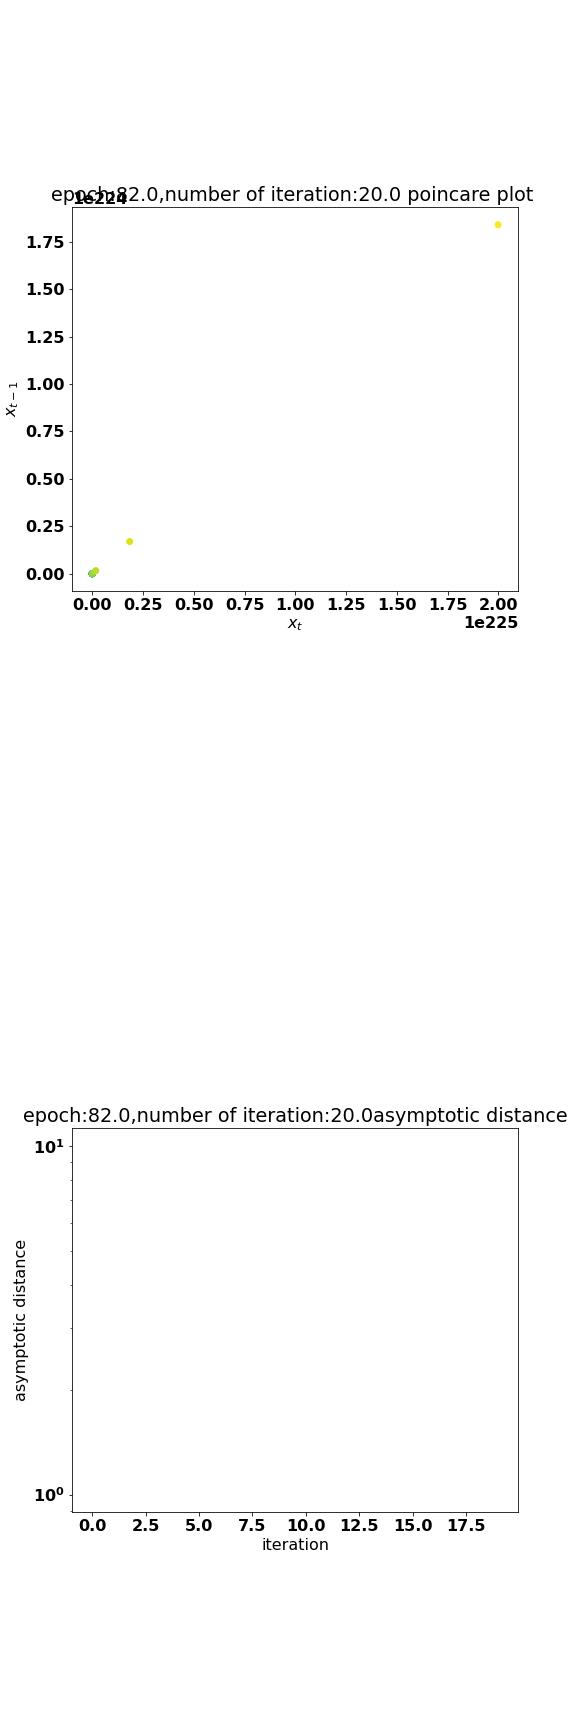 epoch:82.0,number of iteration:20.0 poincare plot
1e224
1.75
1.50
1.25
1.00
0.75
0.50
0.25
0.00
x_{t-1}
0.00 0.25 0.50 0.75 1.00 1.25 1.50 1.75 2.00
x_t
1e225
epoch:82.0,number of iteration:20.0asymptotic distance
10^1
10^0
asymptotic distance
0.0 2.5 5.0 7.5 10.0 12.5 15.0 17.5
iteration